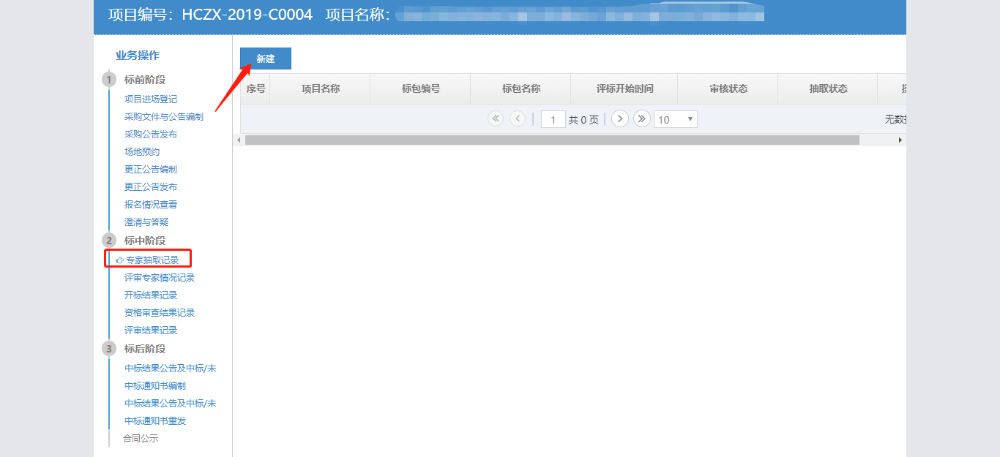 项目编号：HCZX-2019-C0004 项目名称：
业务操作
1 标前阶段
项目进场登记
采购文件与公告编制
采购公告发布
场地预约
更正公告编制
更正公告发布
报名情况查看
澄清与答疑
2 标中阶段
专家抽取记录
评审专家情况记录
开标结果记录
资格审查结果记录
评审结果记录
3 标后阶段
中标结果公告及中标/未
中标通知书编制
中标结果公告及中标/未
中标通知书重发
合同公示
新建
序号 项目名称 标包编号 标包名称 评标开始时间 审核状态 抽取状态
1 共 0 页 10 无数